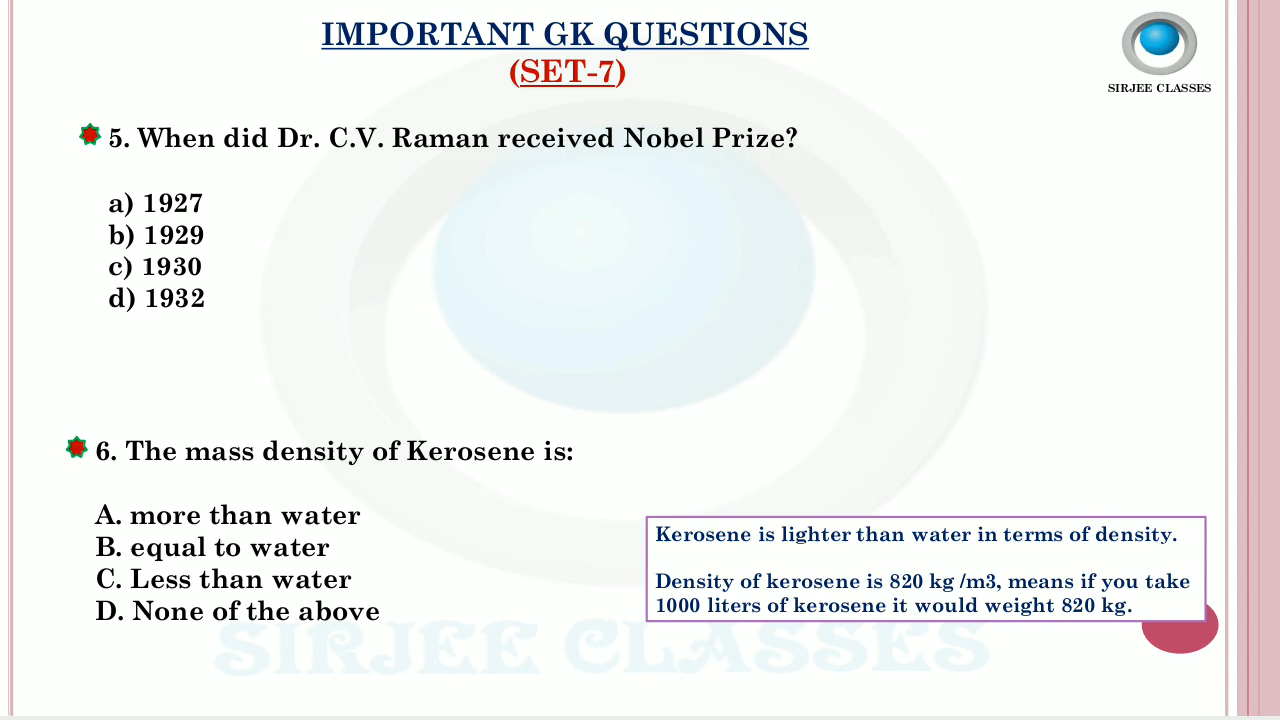 IMPORTANT GK QUESTIONS
(SET-7)
SIRJEE CLASSES
5. When did Dr. C.V. Raman received Nobel Prize?
a) 1927
b) 1929
c) 1930
d) 1932
6. The mass density of Kerosene is:
A. more than water
B. equal to water
C. Less than water
D. None of the above
Kerosene is lighter than water in terms of density.
Density of kerosene is 820 kg /m3, means if you take
1000 liters of kerosene it would weight 820 kg.
SIRJEE CLASSES